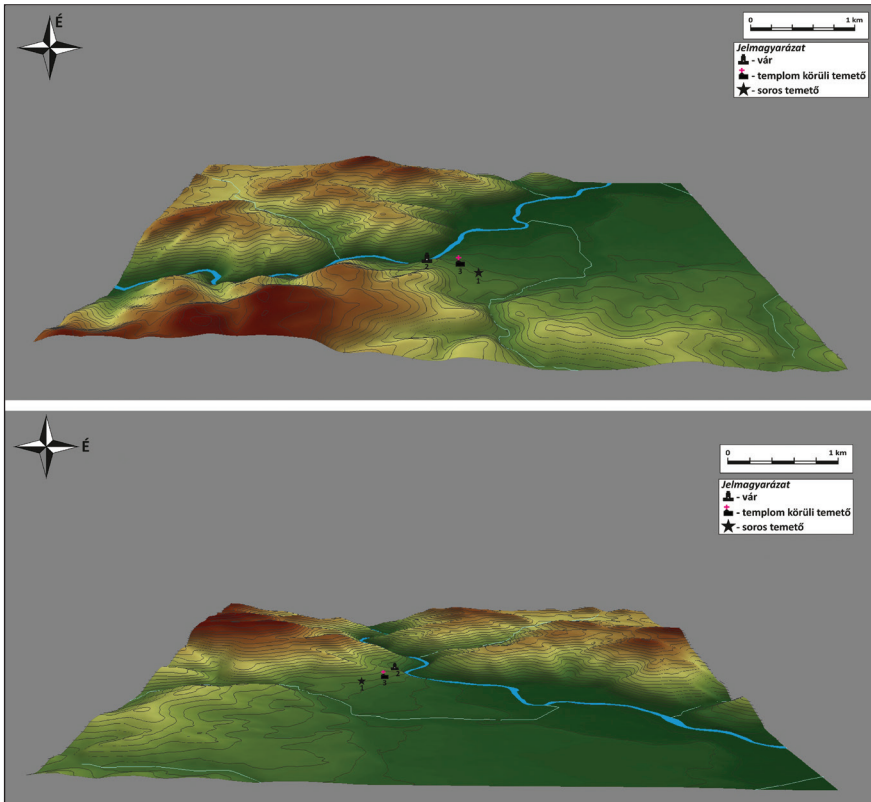 É
0 1 km
Jelmagyarázat
- vár
- templom körüli temető
- soros temető
2
3
1
É
0 1 km
Jelmagyarázat
- vár
- templom körüli temető
- soros temető
2
3
1